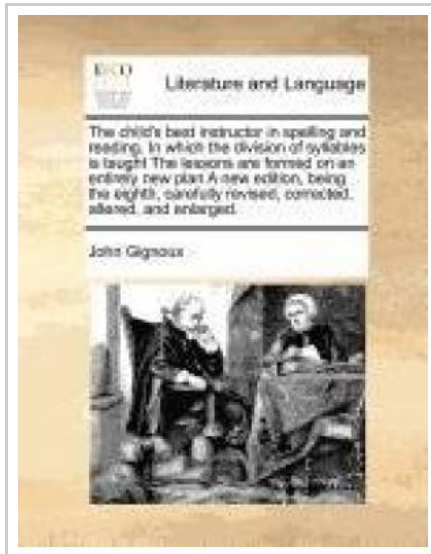 ECCO
Literature and Language
The child's best instructor in spelling and
reading. In which the division of syllables
is taught The lessons are formed on an
entirely new plan A new edition, being
the eighth, carefully revised, corrected,
altered, and enlarged.
John Gignoux